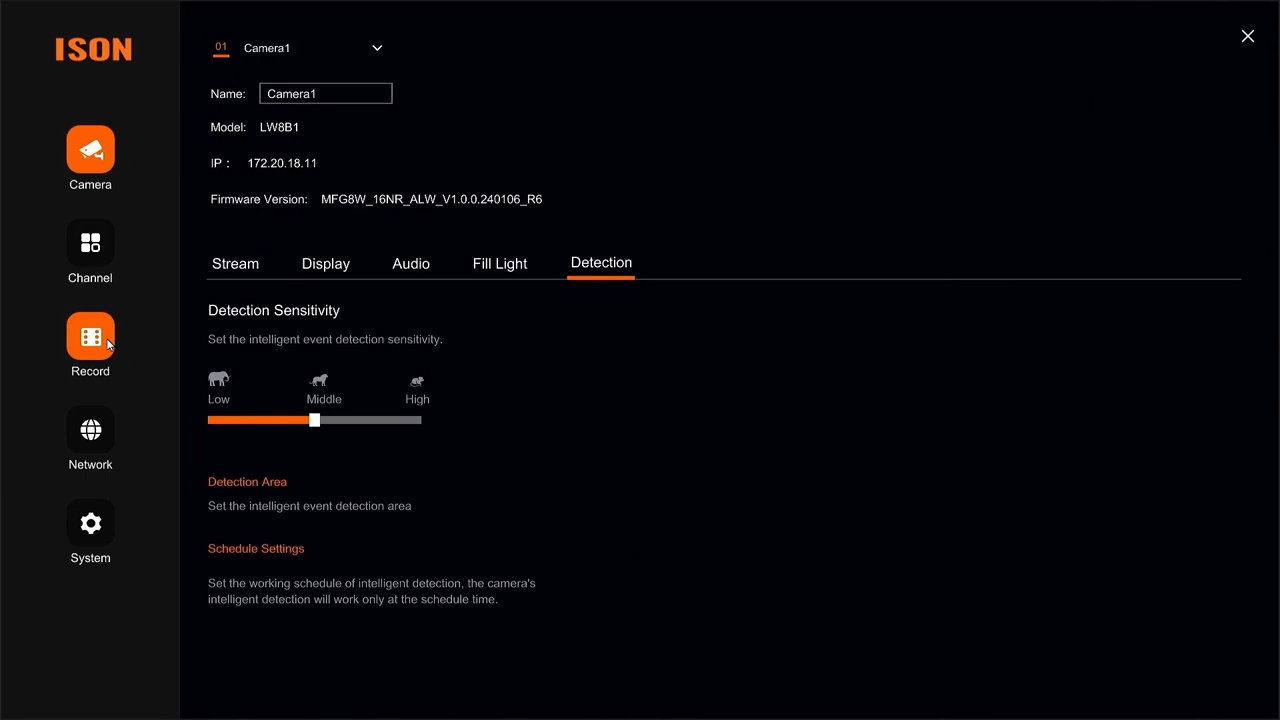 ISON
Camera
Channel
Record
Network
System
01 Camera1
Name: Camera1
Model: LW8B1
IP : 172.20.18.11
Firmware Version: MFG8W_16NR_ALW_V1.0.0.240106_R6
Stream Display Audio Fill Light Detection
Detection Sensitivity
Set the intelligent event detection sensitivity.
Low Middle High
Detection Area
Set the intelligent event detection area
Schedule Settings
Set the working schedule of intelligent detection, the camera's
intelligent detection will work only at the schedule time.